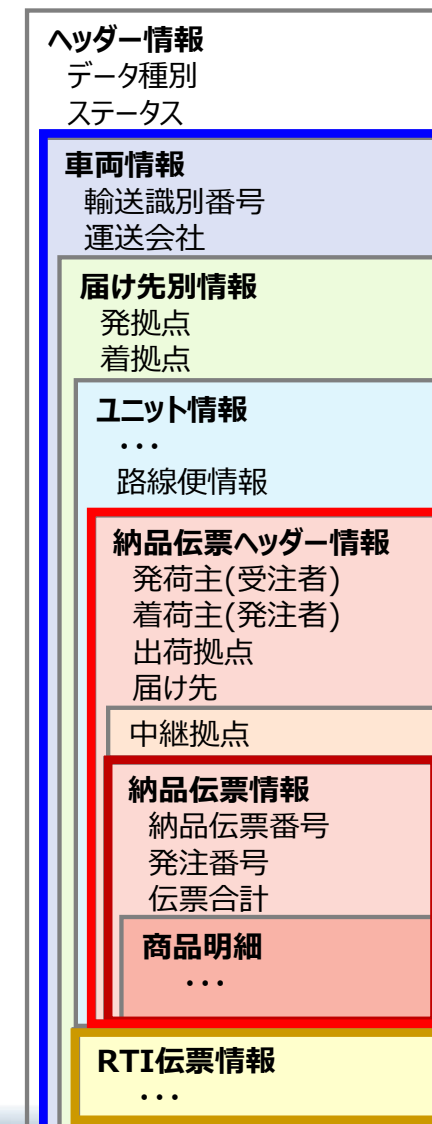 ヘッダー情報
データ種別
ステータス
車両情報
輸送識別番号
運送会社
届け先別情報
発拠点
着拠点
ユニット情報
・・・
路線便情報
納品伝票ヘッダー情報
発荷主(受注者)
着荷主(発注者)
出荷拠点
届け先
中継拠点
納品伝票情報
納品伝票番号
発注番号
伝票合計
商品明細
・・・
RTI伝票情報
・・・